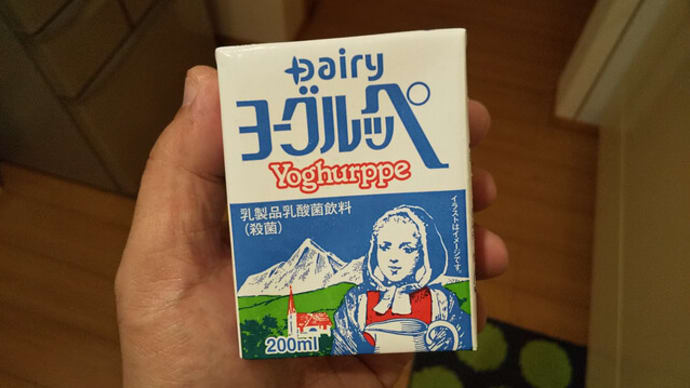 Dairy
ヨーグルッペ
Yoghurppe
乳製品乳酸菌飲料
(殺菌)
イラストはイメージです。
200ml